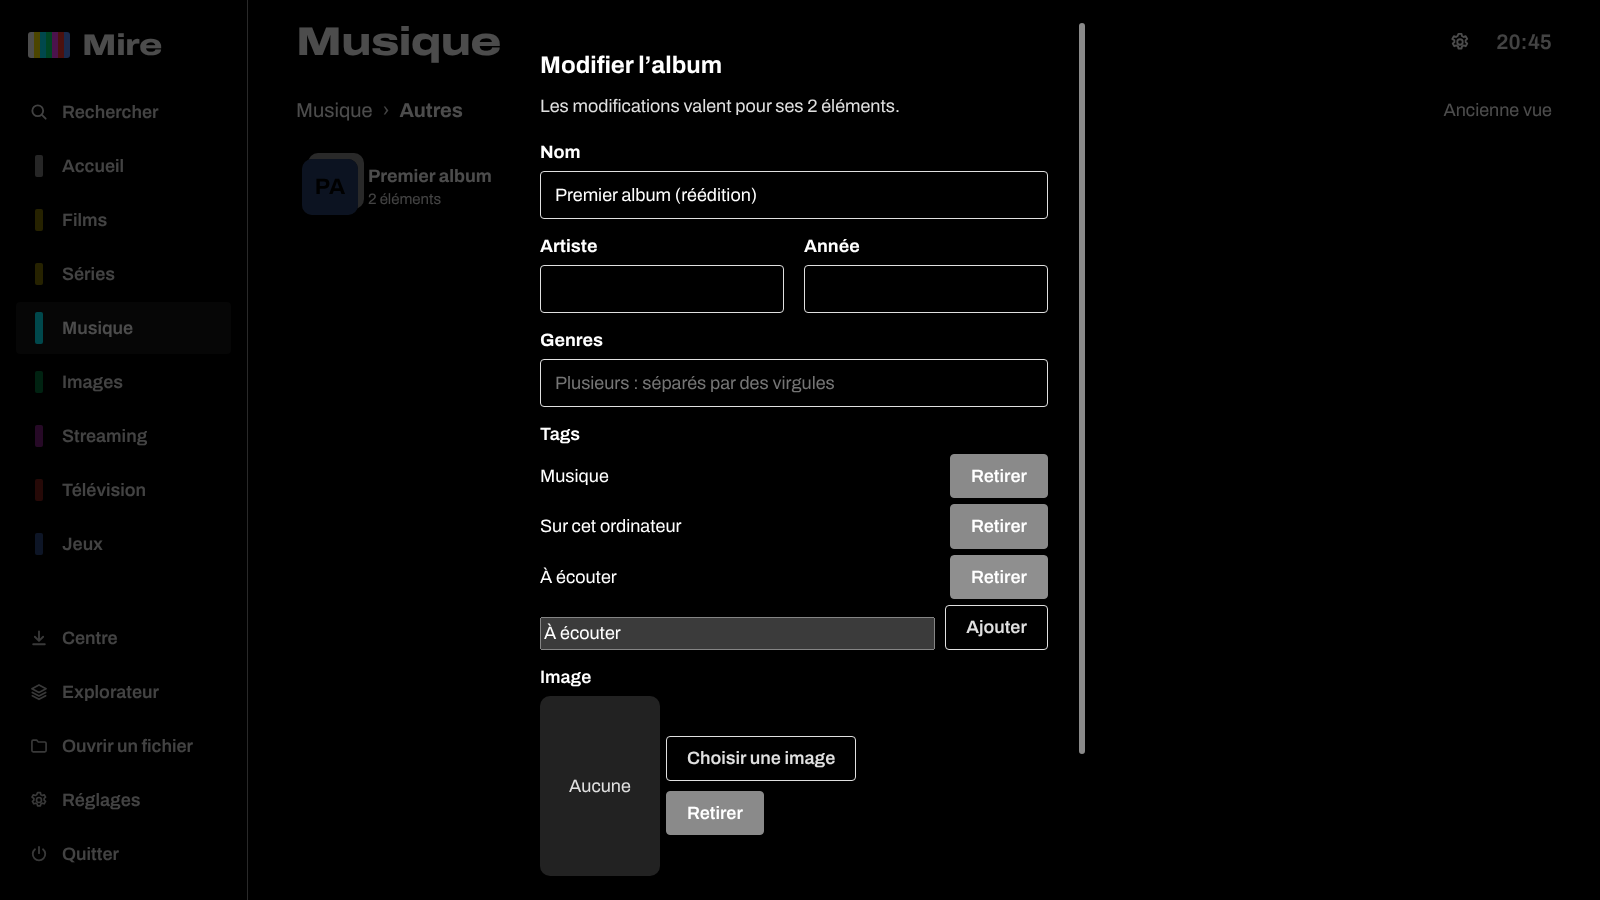 Mire
Rechercher
Accueil
Films
Séries
Musique
Images
Streaming
Télévision
Jeux
Centre
Explorateur
Ouvrir un fichier
Réglages
Quitter
Musique
20:45
Musique › Autres
Ancienne vue
PA
Premier album
2 éléments
Modifier l’album
Les modifications valent pour ses 2 éléments.
Nom
Premier album (réédition)
Artiste
Année
Genres
Plusieurs : séparés par des virgules
Tags
Musique
Retirer
Sur cet ordinateur
Retirer
À écouter
Retirer
À écouter
Ajouter
Image
Aucune
Choisir une image
Retirer